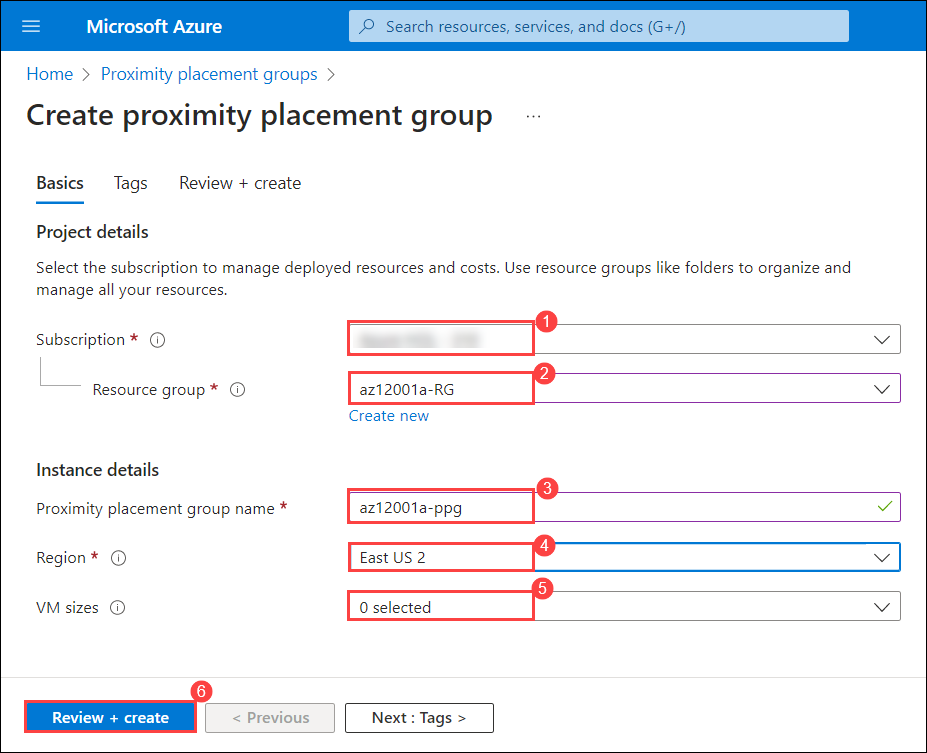 Microsoft Azure
Search resources, services, and docs (G+/)
Home > Proximity placement groups >
Create proximity placement group ...
Basics Tags Review + create
Project details
Select the subscription to manage deployed resources and costs. Use resource groups like folders to organize and
manage all your resources.
Subscription *
1
Resource group * az12001a-RG
2
Create new
Instance details
Proximity placement group name * az12001a-ppg
3
Region * East US 2
4
VM sizes 0 selected
5
6
Review + create < Previous Next : Tags >